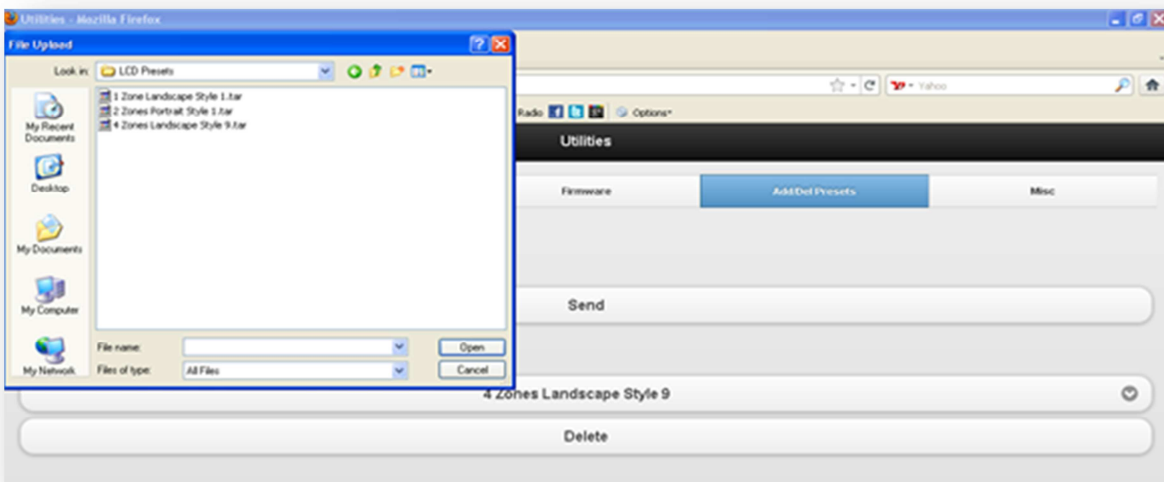 Utilities - Mozilla Firefox
File Upload
Look in: LCD Presets
1 Zone Landscape Style 1.tar
2 Zones Portrait Style 1.tar
4 Zones Landscape Style 9.tar
My Recent
Documents
Desktop
My Documents
My Computer
My Network
File name:
Open
Files of type: All Files
Cancel
Yahoo
Radio
Options
Utilities
Firmware
Add/Del Presets
Misc
Send
4 Zones Landscape Style 9
Delete